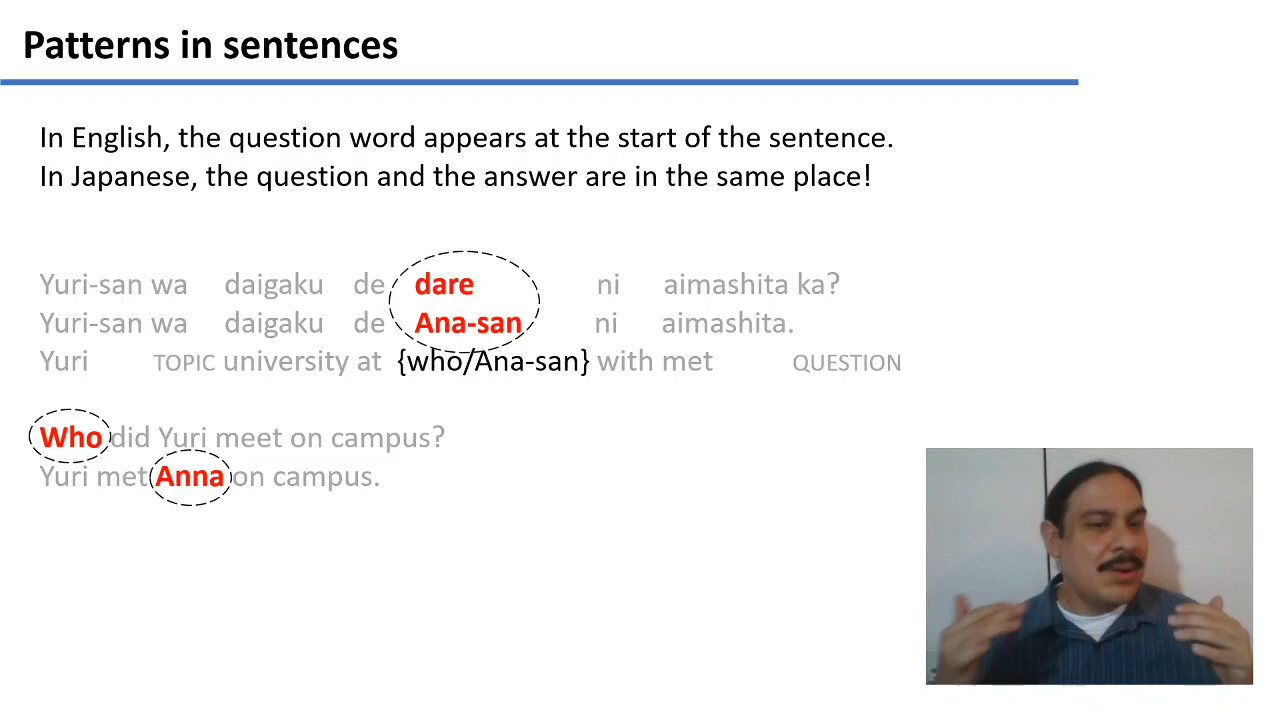 Patterns in sentences
In English, the question word appears at the start of the sentence.
In Japanese, the question and the answer are in the same place!
Yuri-san wa daigaku de dare ni aimashita ka?
Yuri-san wa daigaku de Ana-san ni aimashita.
Yuri TOPIC university at {who/Ana-san} with met QUESTION
Who did Yuri meet on campus?
Yuri met Anna on campus.